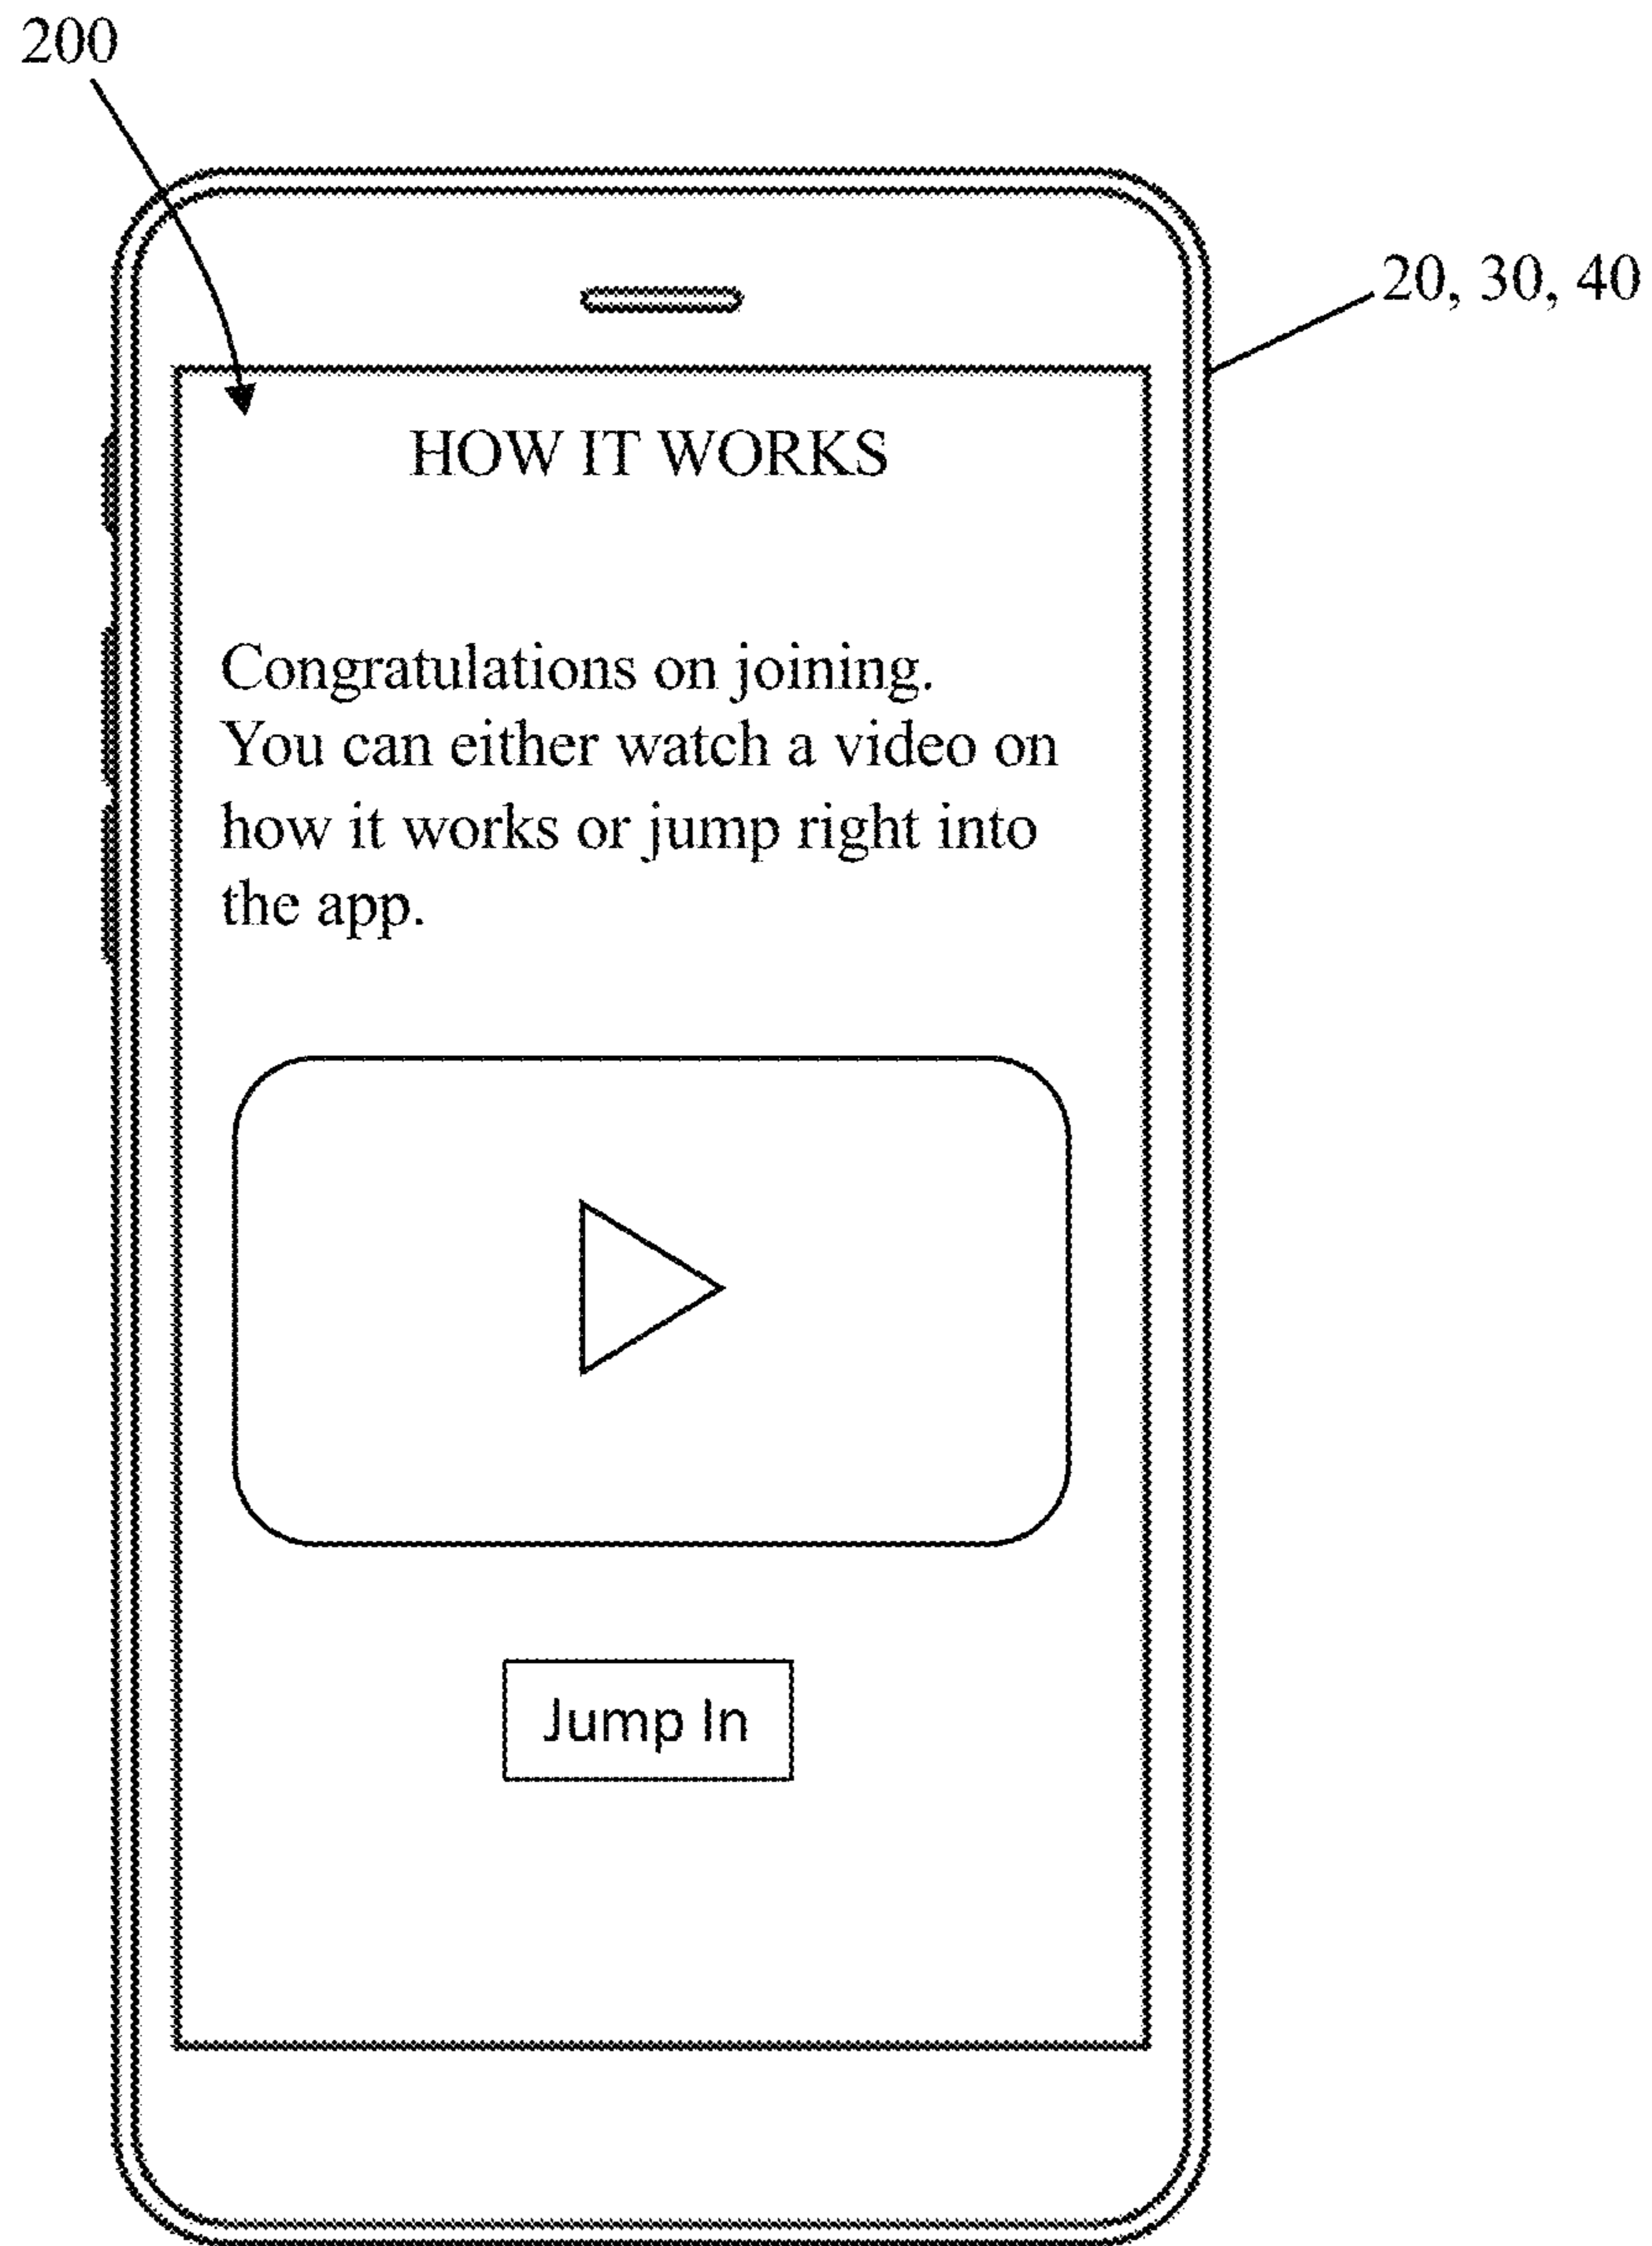 200
20, 30, 40
HOW IT WORKS
Congratulations on joining.
You can either watch a video on
how it works or jump right into
the app.
Jump In